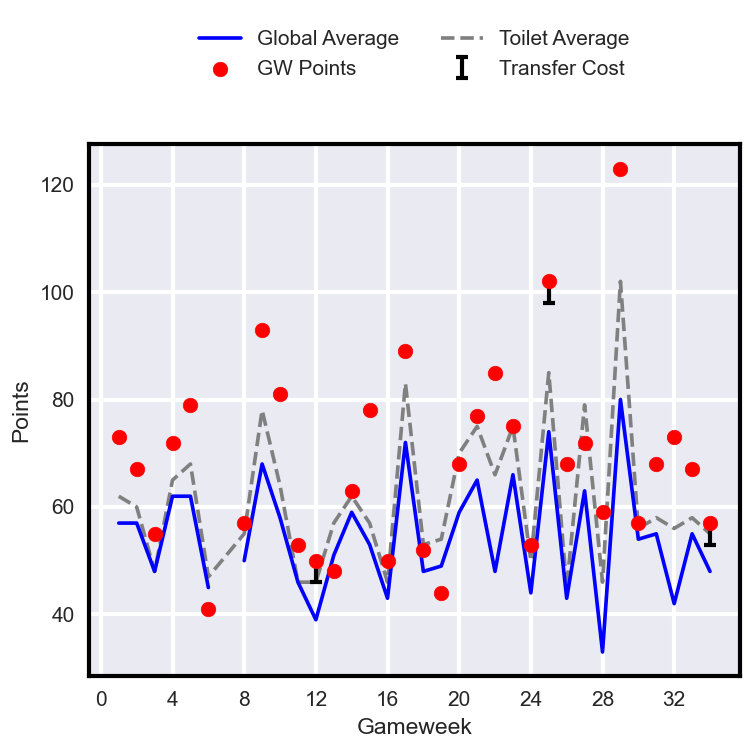 Global Average
Toilet Average
GW Points
Transfer Cost
120
100
80
60
40
Points
0 4 8 12 16 20 24 28 32
Gameweek